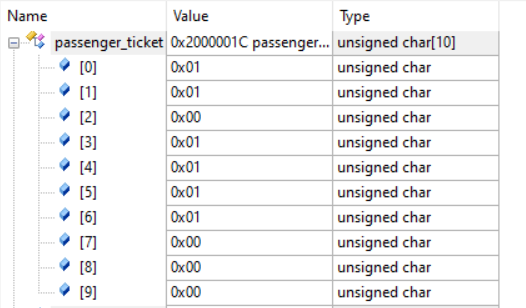 Name Value Type
passenger_ticket 0x2000001C passenger... unsigned char[10]
[0] 0x01 unsigned char
[1] 0x01 unsigned char
[2] 0x00 unsigned char
[3] 0x01 unsigned char
[4] 0x01 unsigned char
[5] 0x01 unsigned char
[6] 0x01 unsigned char
[7] 0x00 unsigned char
[8] 0x00 unsigned char
[9] 0x00 unsigned char